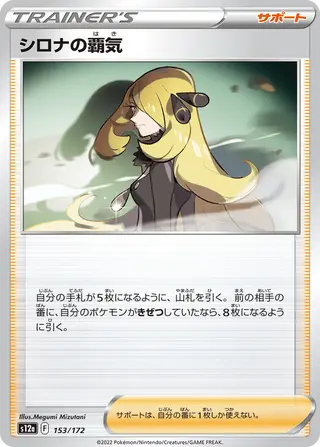 TRAINER'S サポート
シロナの覇気
自分の手札が5枚になるように、山札を引く。前の相手の
番に、自分のポケモンがきぜつしていたなら、8枚になるよ
うに引く。
Illus.Megumi Mizutani
s12a F 153/172
サポートは、自分の番に1枚しか使えない。
©2022 Pokémon/Nintendo/Creatures/GAME FREAK.